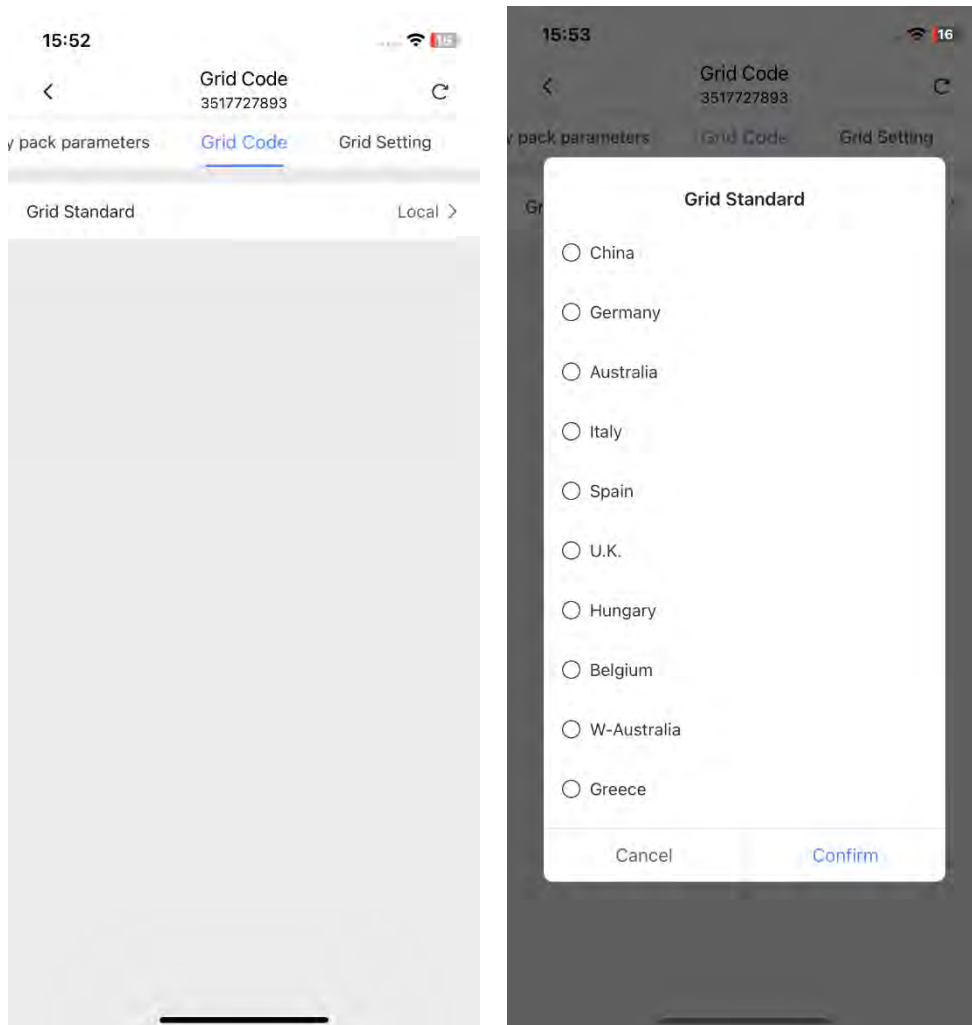 15:52
16
Grid Code
3517727893
y pack parameters Grid Code Grid Setting
Grid Standard Local
15:53
16
Grid Code
3517727893
y pack parameters Grid Code Grid Setting
Gr
Grid Standard
China
Germany
Australia
Italy
Spain
U.K.
Hungary
Belgium
W-Australia
Greece
Cancel Confirm